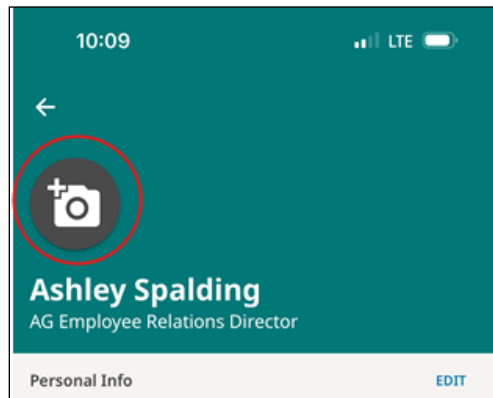 10:09 LTE
Ashley Spalding
AG Employee Relations Director
Personal Info EDIT